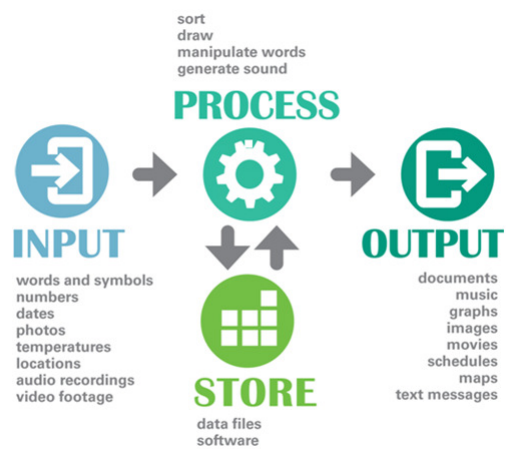 sort
draw
manipulate words
generate sound
PROCESS
INPUT
words and symbols
numbers
dates
photos
temperatures
locations
audio recordings
video footage
OUTPUT
documents
music
graphs
images
movies
schedules
maps
text messages
STORE
data files
software